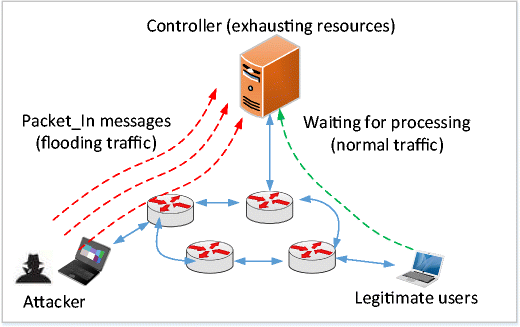 Controller (exhausting resources)
Packet_In messages
(flooding traffic)
Waiting for processing
(normal traffic)
Attacker
Legitimate users